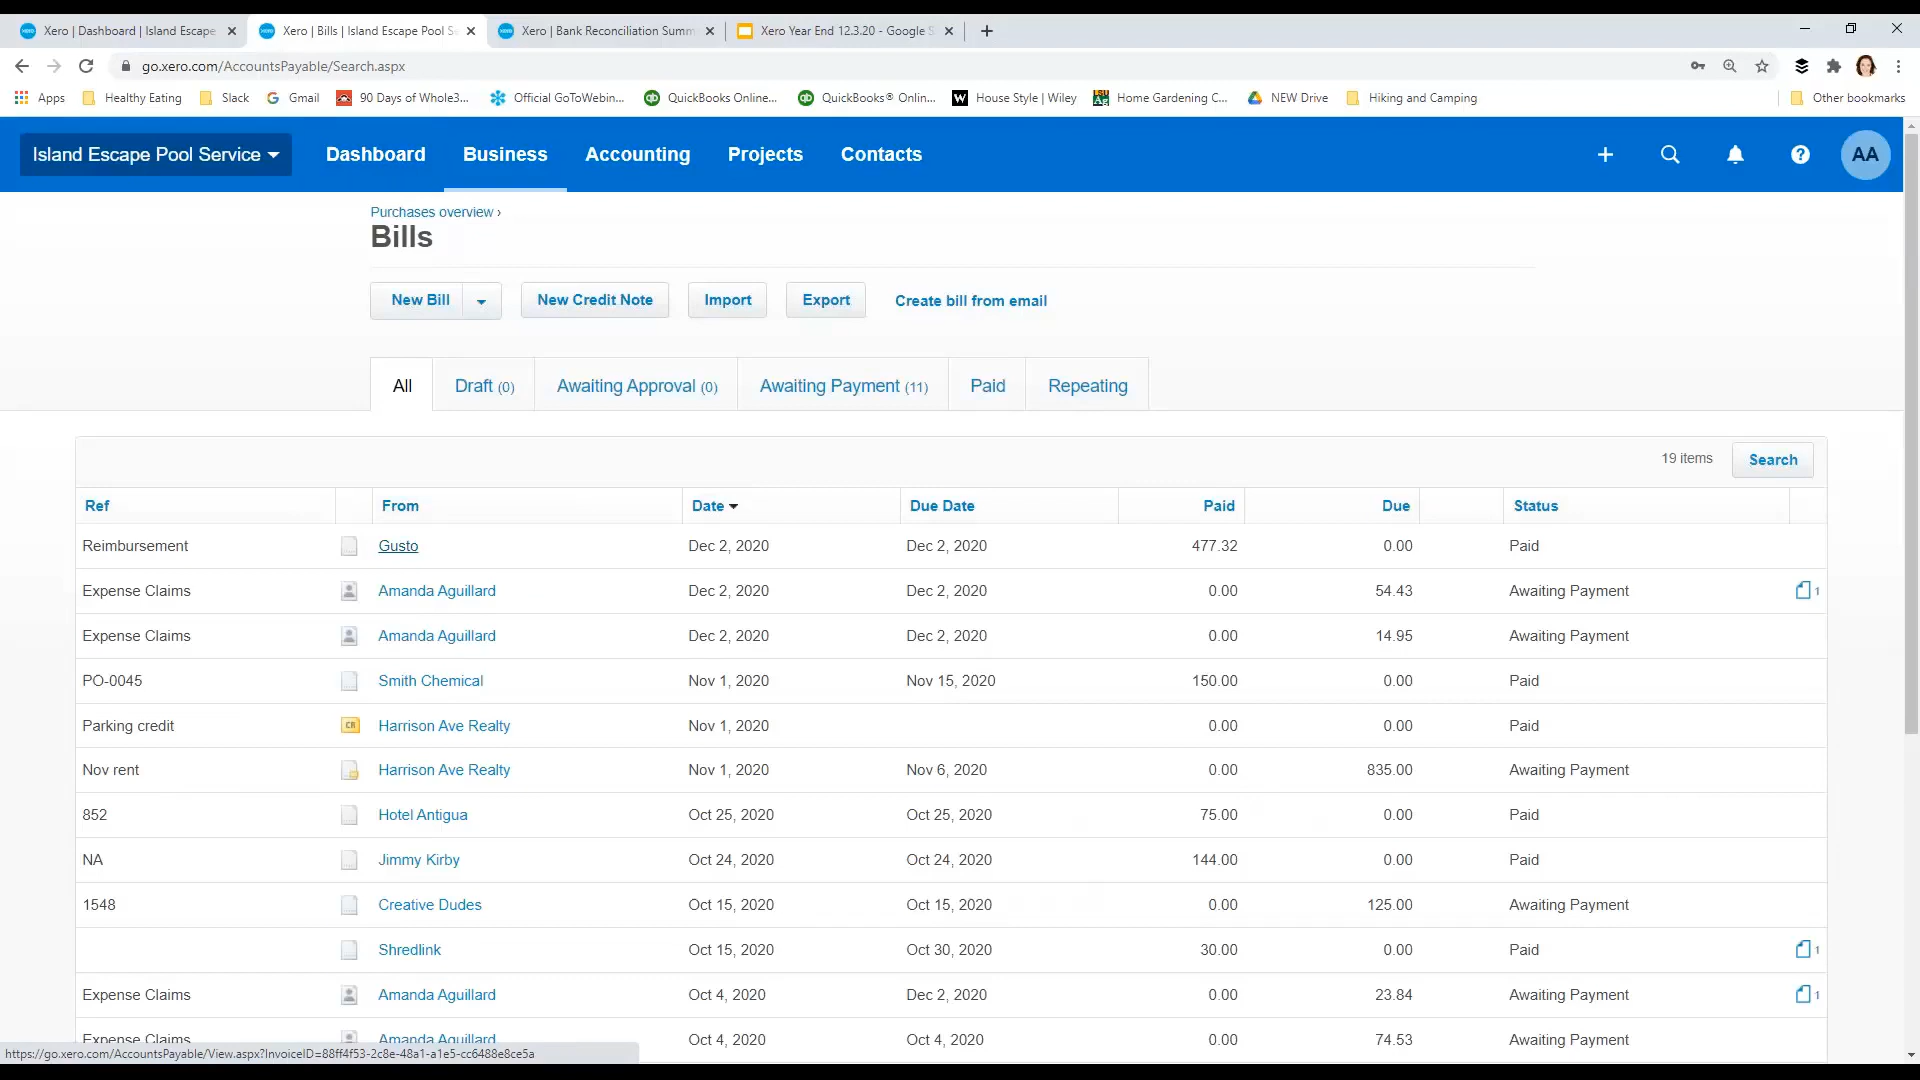 Xero | Dashboard | Island Escape
Xero | Bills | Island Escape Pool S
Xero | Bank Reconciliation Summ
Xero Year End 12.3.20 - Google S
go.xero.com/AccountsPayable/Search.aspx
Apps
Healthy Eating
Slack
Gmail
90 Days of Whole3...
Official GoToWebin...
QuickBooks Online...
QuickBooks® Onlin...
House Style | Wiley
Home Gardening C...
NEW Drive
Hiking and Camping
Other bookmarks
Island Escape Pool Service
Dashboard
Business
Accounting
Projects
Contacts
AA
Purchases overview ›
Bills
New Bill
New Credit Note
Import
Export
Create bill from email
All
Draft (0)
Awaiting Approval (0)
Awaiting Payment (11)
Paid
Repeating
19 items
Search
Ref From Date Due Date Paid Due Status
Reimbursement Gusto Dec 2, 2020 Dec 2, 2020 477.32 0.00 Paid
Expense Claims Amanda Aguillard Dec 2, 2020 Dec 2, 2020 0.00 54.43 Awaiting Payment 1
Expense Claims Amanda Aguillard Dec 2, 2020 Dec 2, 2020 0.00 14.95 Awaiting Payment
PO-0045 Smith Chemical Nov 1, 2020 Nov 15, 2020 150.00 0.00 Paid
Parking credit CR Harrison Ave Realty Nov 1, 2020 0.00 0.00 Paid
Nov rent Harrison Ave Realty Nov 1, 2020 Nov 6, 2020 0.00 835.00 Awaiting Payment
852 Hotel Antigua Oct 25, 2020 Oct 25, 2020 75.00 0.00 Paid
NA Jimmy Kirby Oct 24, 2020 Oct 24, 2020 144.00 0.00 Paid
1548 Creative Dudes Oct 15, 2020 Oct 15, 2020 0.00 125.00 Awaiting Payment
Shredlink Oct 15, 2020 Oct 30, 2020 30.00 0.00 Paid 1
Expense Claims Amanda Aguillard Oct 4, 2020 Dec 2, 2020 0.00 23.84 Awaiting Payment 1
Expense Claims Amanda Aguillard Oct 4, 2020 Oct 4, 2020 0.00 74.53 Awaiting Payment
https://go.xero.com/AccountsPayable/View.aspx?InvoiceID=88ff4f53-2c8e-48a1-a1e5-cc6488e8ce5a